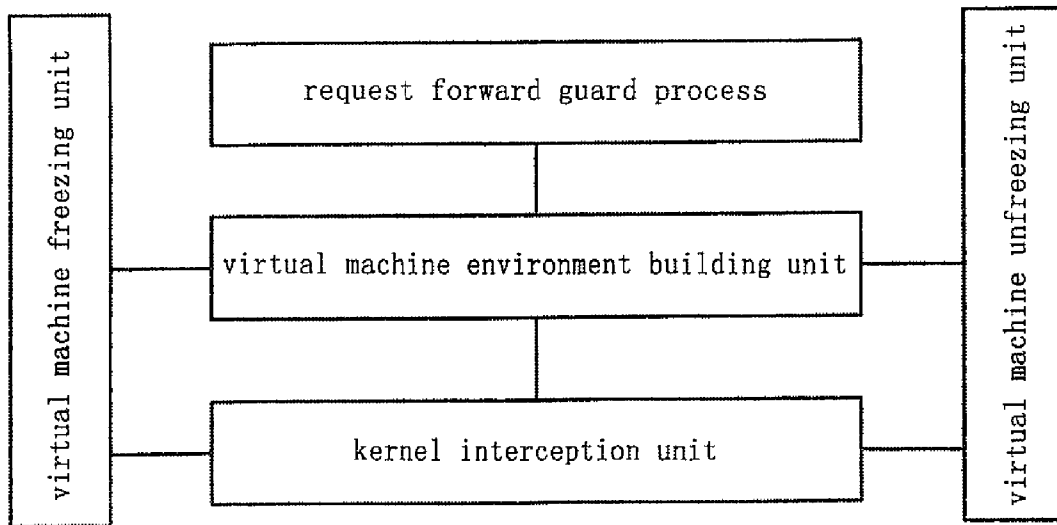 virtual machine freezing unit
request forward guard process
virtual machine environment building unit
kernel interception unit
virtual machine unfreezing unit